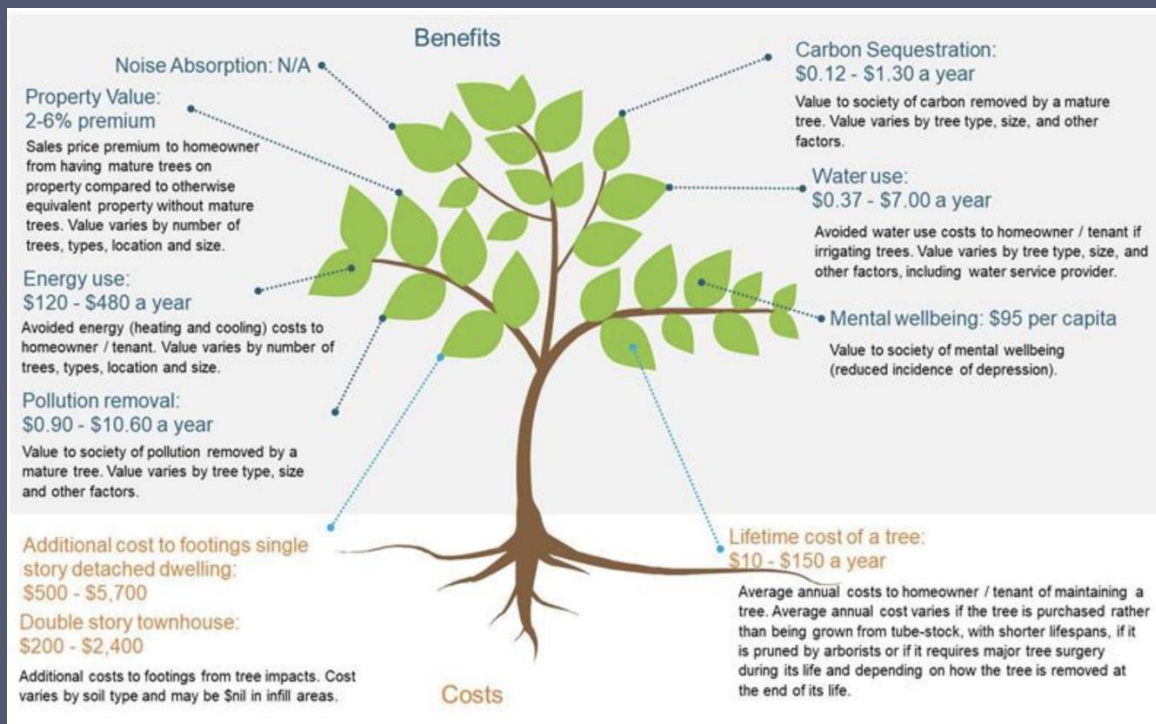 Benefits
Noise Absorption: N/A
Property Value:
2-6% premium
Sales price premium to homeowner
from having mature trees on
property compared to otherwise
equivalent property without mature
trees. Value varies by number of
trees, types, location and size.
Energy use:
$120 - $480 a year
Avoided energy (heating and cooling) costs to
homeowner / tenant. Value varies by number of
trees, types, location and size.
Pollution removal:
$0.90 - $10.60 a year
Value to society of pollution removed by a
mature tree. Value varies by tree type, size
and other factors.
Carbon Sequestration:
$0.12 - $1.30 a year
Value to society of carbon removed by a mature
tree. Value varies by tree type, size, and other
factors.
Water use:
$0.37 - $7.00 a year
Avoided water use costs to homeowner / tenant if
irrigating trees. Value varies by tree type, size, and
other factors, including water service provider.
Mental wellbeing: $95 per capita
Value to society of mental wellbeing
(reduced incidence of depression).
Additional cost to footings single
story detached dwelling:
$500 - $5,700
Double story townhouse:
$200 - $2,400
Additional costs to footings from tree impacts. Cost
varies by soil type and may be $nil in infill areas.
Lifetime cost of a tree:
$10 - $150 a year
Average annual costs to homeowner / tenant of maintaining a
tree. Average annual cost varies if the tree is purchased rather
than being grown from tube-stock, with shorter lifespans, if it
is pruned by arborists or if it requires major tree surgery
during its life and depending on how the tree is removed at
the end of its life.
Costs